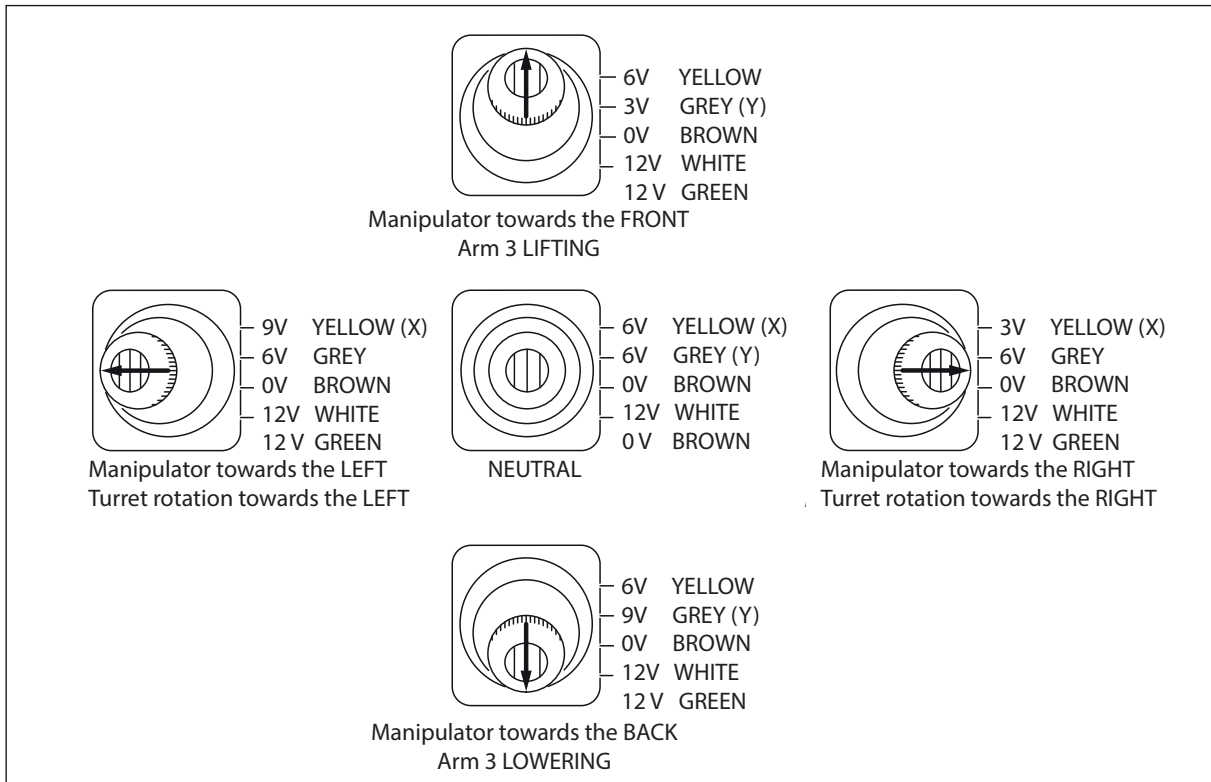 6V YELLOW
3V GREY (Y)
0V BROWN
12V WHITE
12 V GREEN
Manipulator towards the FRONT
Arm 3 LIFTING
9V YELLOW (X)
6V GREY
0V BROWN
12V WHITE
12 V GREEN
Manipulator towards the LEFT
Turret rotation towards the LEFT
6V YELLOW (X)
6V GREY (Y)
0V BROWN
12V WHITE
0 V BROWN
NEUTRAL
3V YELLOW (X)
6V GREY
0V BROWN
12V WHITE
12 V GREEN
Manipulator towards the RIGHT
Turret rotation towards the RIGHT
6V YELLOW
9V GREY (Y)
0V BROWN
12V WHITE
12 V GREEN
Manipulator towards the BACK
Arm 3 LOWERING